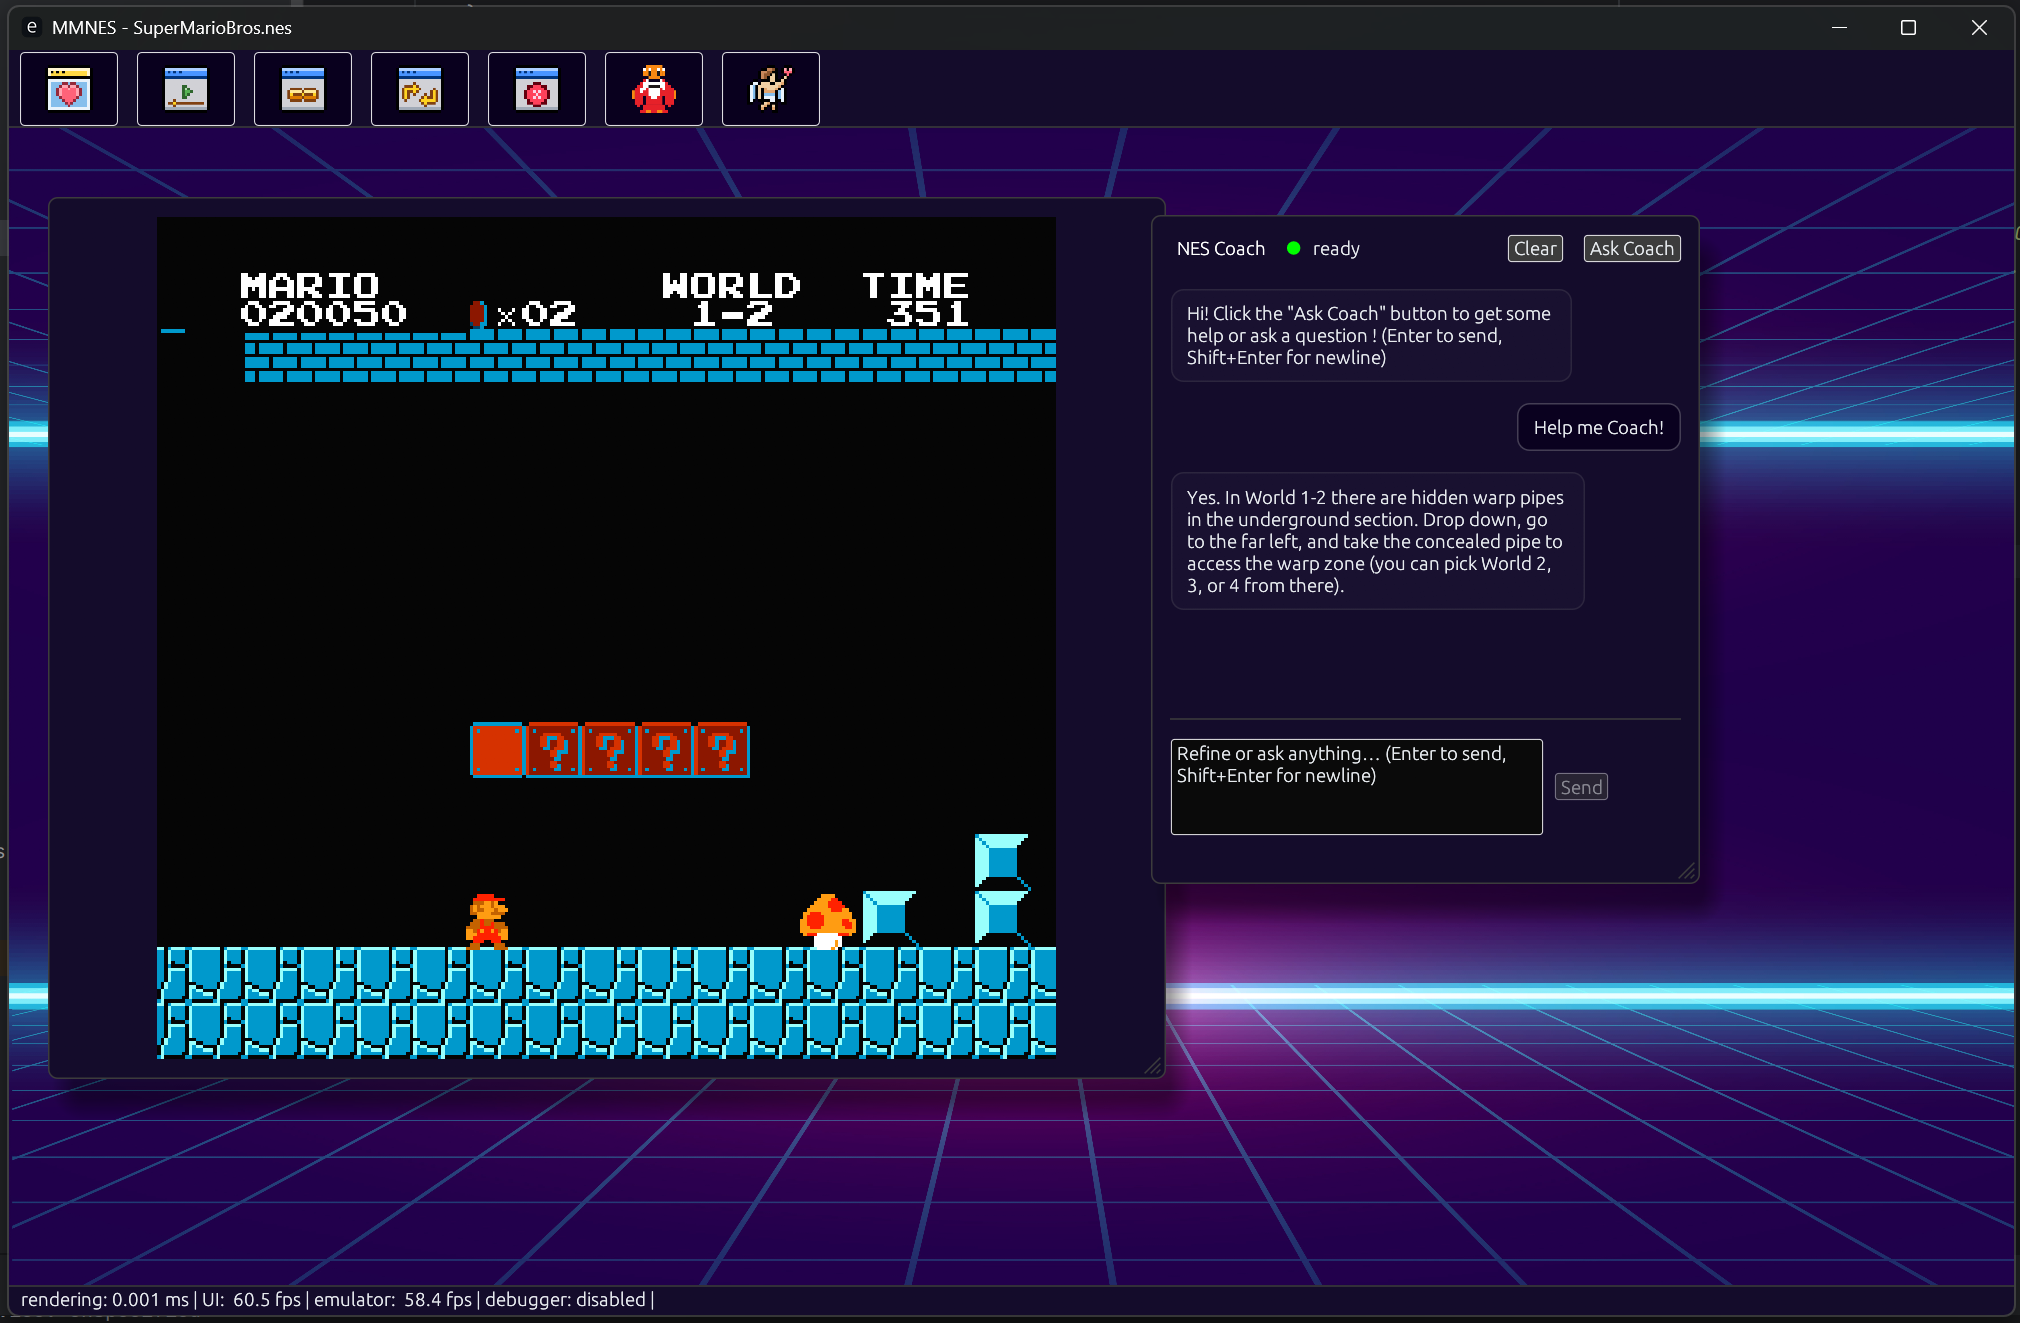 MMNES - SuperMarioBros.nes
MARIO WORLD TIME
020050 ×02 1-2 351
? ? ? ?
NES Coach ready Clear Ask Coach
Hi! Click the "Ask Coach" button to get some
help or ask a question ! (Enter to send,
Shift+Enter for newline)
Help me Coach!
Yes. In World 1-2 there are hidden warp pipes
in the underground section. Drop down, go
to the far left, and take the concealed pipe to
access the warp zone (you can pick World 2,
3, or 4 from there).
Refine or ask anything... (Enter to send,
Shift+Enter for newline)
Send
rendering: 0.001 ms | UI: 60.5 fps | emulator: 58.4 fps | debugger: disabled |